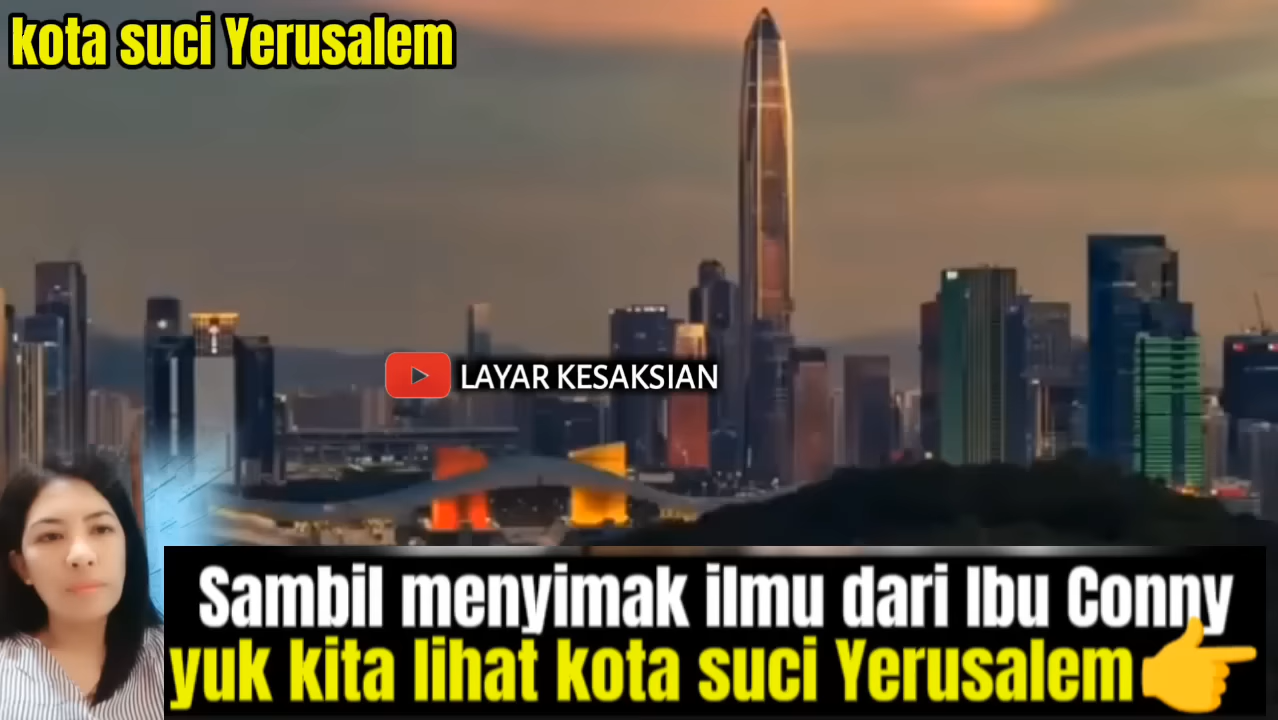 kota suci Yerusalem
LAYAR KESAKSIAN
Sambil menyimak ilmu dari Ibu Conny
yuk kita lihat kota suci Yerusalem